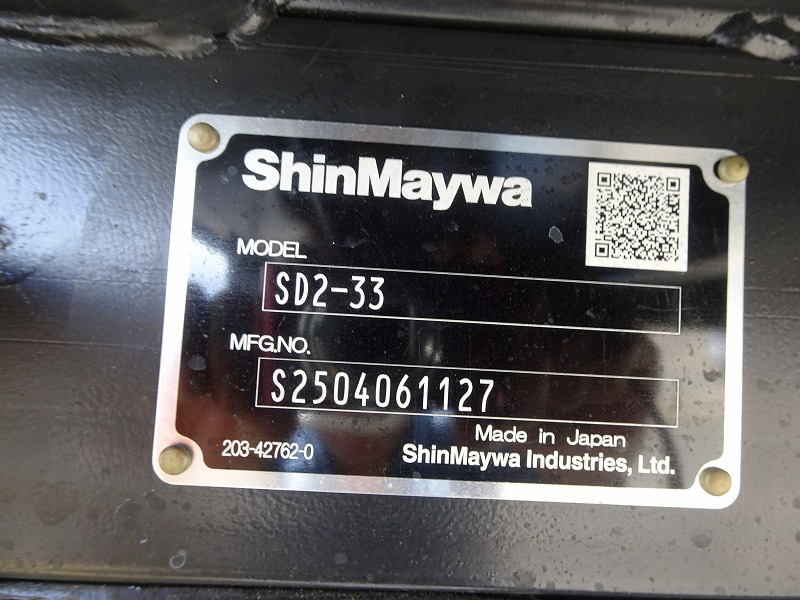 ShinMaywa
MODEL
SD2-33
MFG.NO.
S2504061127
Made in Japan
203-42762-0
ShinMaywa Industries, Ltd.